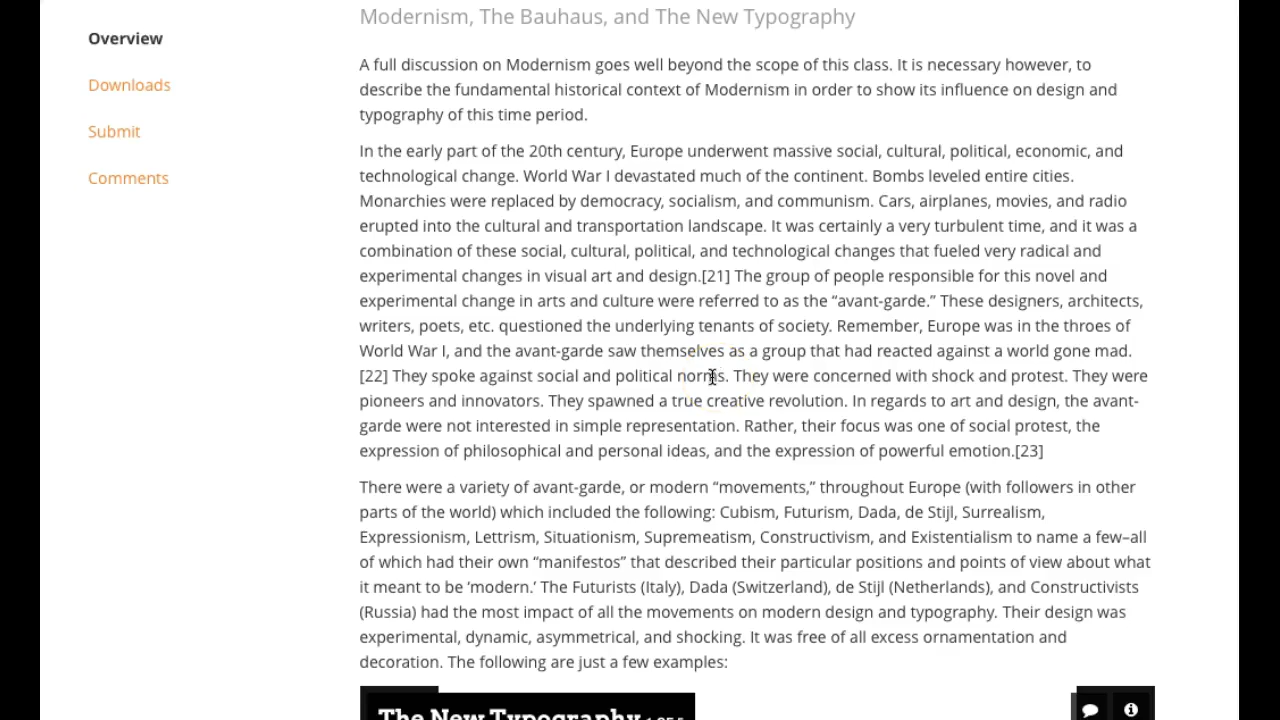 Modernism, The Bauhaus, and The New Typography
Overview
Downloads
Submit
Comments
A full discussion on Modernism goes well beyond the scope of this class. It is necessary however, to
describe the fundamental historical context of Modernism in order to show its influence on design and
typography of this time period.
In the early part of the 20th century, Europe underwent massive social, cultural, political, economic, and
technological change. World War I devastated much of the continent. Bombs leveled entire cities.
Monarchies were replaced by democracy, socialism, and communism. Cars, airplanes, movies, and radio
erupted into the cultural and transportation landscape. It was certainly a very turbulent time, and it was a
combination of these social, cultural, political, and technological changes that fueled very radical and
experimental changes in visual art and design.[21] The group of people responsible for this novel and
experimental change in arts and culture were referred to as the “avant-garde.” These designers, architects,
writers, poets, etc. questioned the underlying tenants of society. Remember, Europe was in the throes of
World War I, and the avant-garde saw themselves as a group that had reacted against a world gone mad.
[22] They spoke against social and political norms. They were concerned with shock and protest. They were
pioneers and innovators. They spawned a true creative revolution. In regards to art and design, the avant-
garde were not interested in simple representation. Rather, their focus was one of social protest, the
expression of philosophical and personal ideas, and the expression of powerful emotion.[23]
There were a variety of avant-garde, or modern “movements,” throughout Europe (with followers in other
parts of the world) which included the following: Cubism, Futurism, Dada, de Stijl, Surrealism,
Expressionism, Lettrism, Situationism, Supremeatism, Constructivism, and Existentialism to name a few–all
of which had their own “manifestos” that described their particular positions and points of view about what
it meant to be ‘modern.’ The Futurists (Italy), Dada (Switzerland), de Stijl (Netherlands), and Constructivists
(Russia) had the most impact of all the movements on modern design and typography. Their design was
experimental, dynamic, asymmetrical, and shocking. It was free of all excess ornamentation and
decoration. The following are just a few examples:
The New Typography